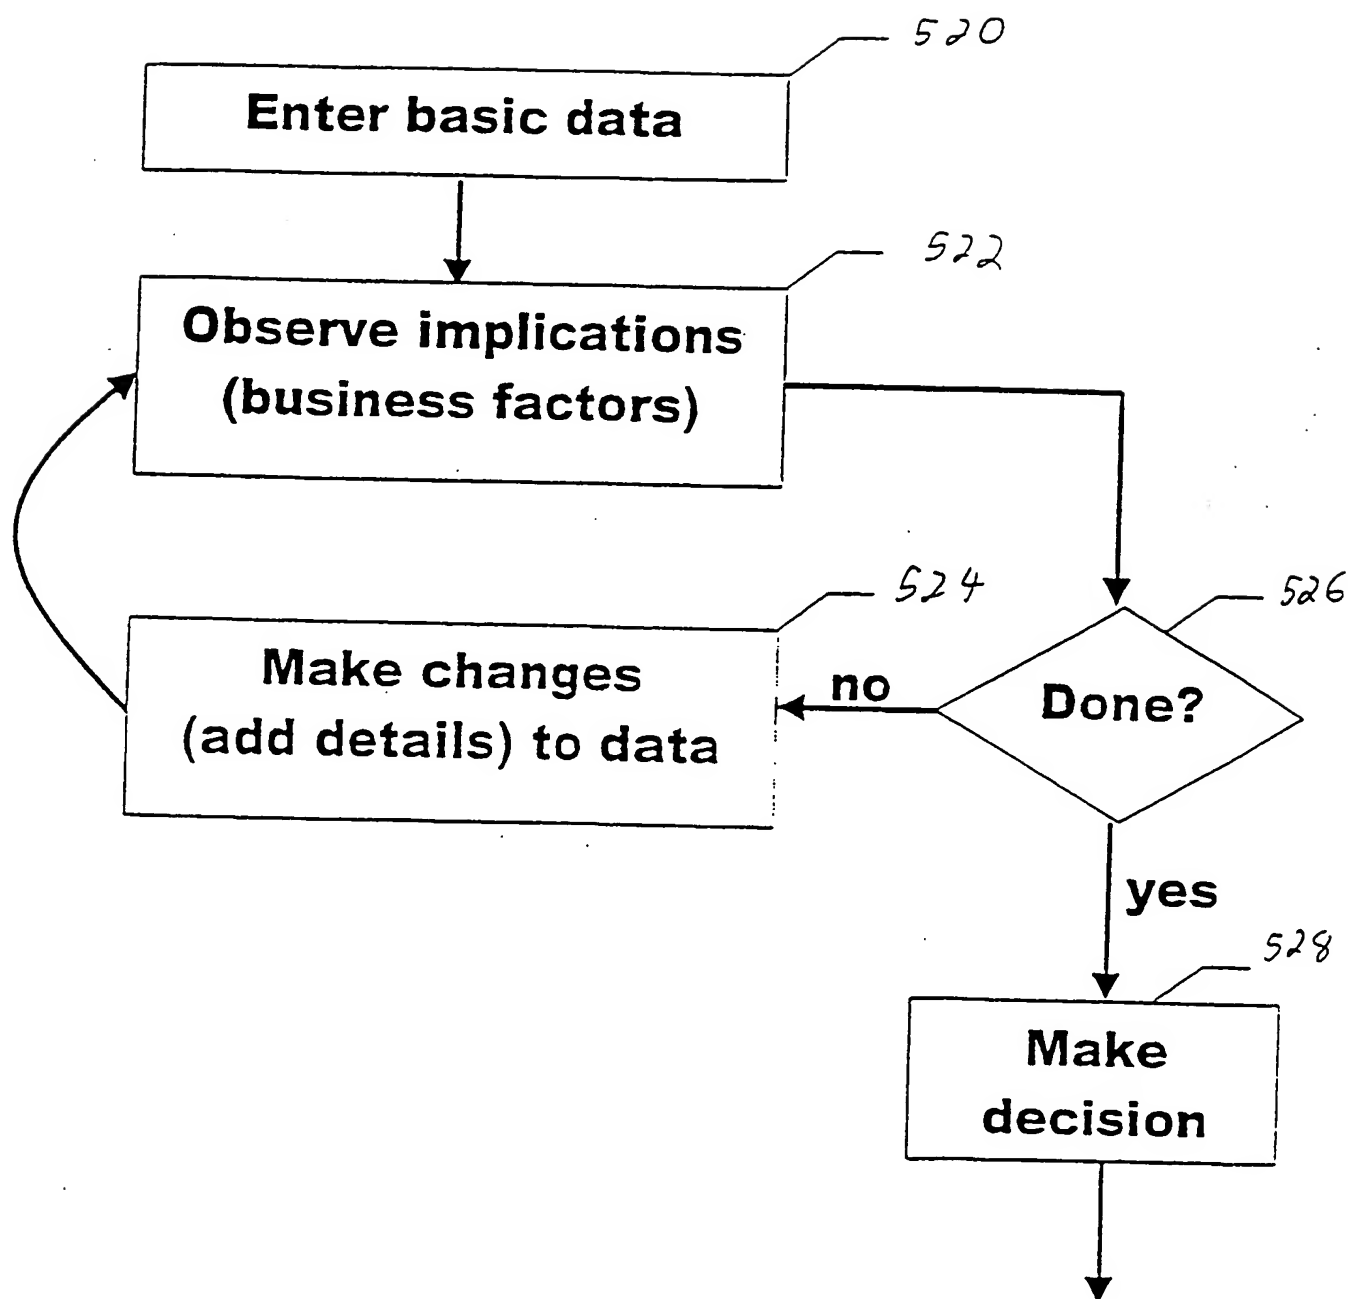 520
Enter basic data
522
Observe implications
(business factors)
524
526
Make changes
(add details) to data
no
Done?
yes
528
Make
decision